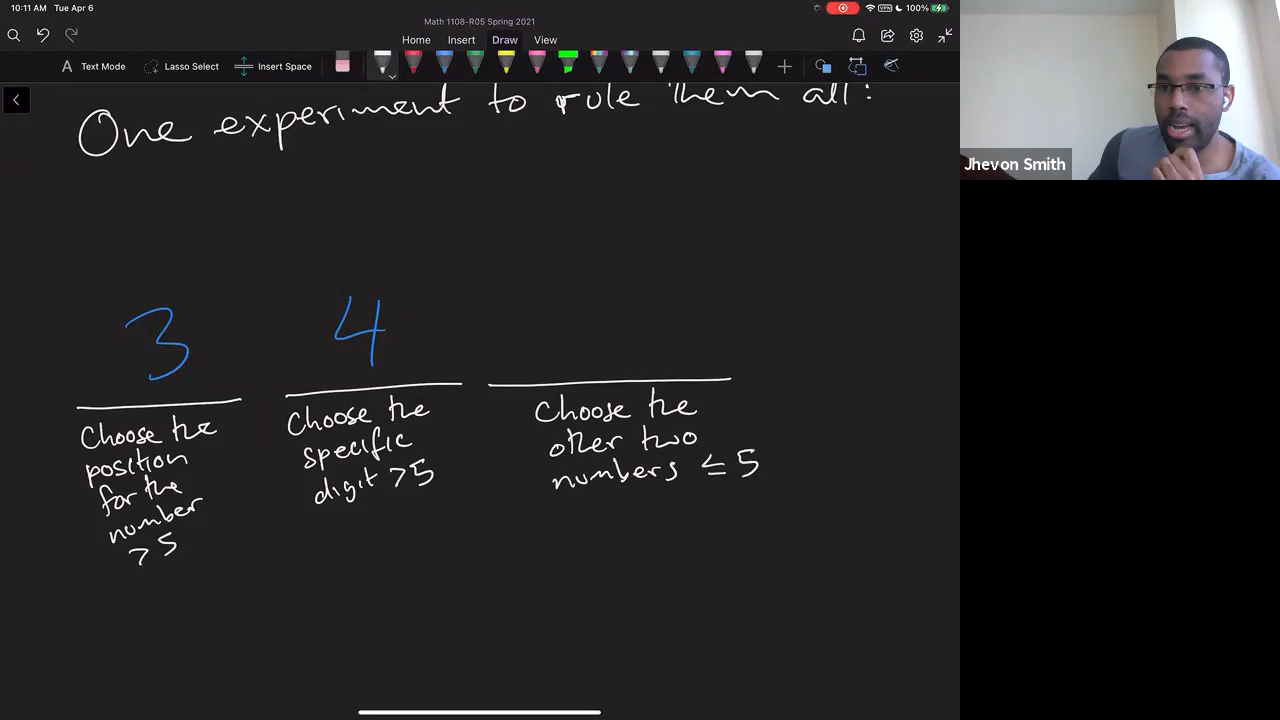 10:11 AM Tue Apr 6
VPN 100%
Math 1108-R05 Spring 2021
Home Insert Draw View
A Text Mode Lasso Select Insert Space
One experiment to rule them all:
3 4
Choose the
position
for the
number
>5
Choose the
specific
digit >5
Choose the
other two
numbers ≤ 5
Jhevon Smith